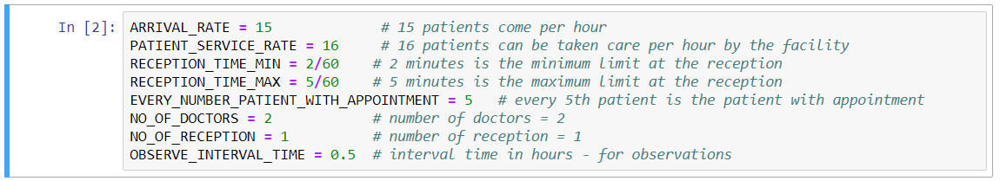 In [2]: ARRIVAL_RATE = 15 # 15 patients come per hour
PATIENT_SERVICE_RATE = 16 # 16 patients can be taken care per hour by the facility
RECEPTION_TIME_MIN = 2/60 # 2 minutes is the minimum limit at the reception
RECEPTION_TIME_MAX = 5/60 # 5 minutes is the maximum limit at the reception
EVERY_NUMBER_PATIENT_WITH_APPOINTMENT = 5 # every 5th patient is the patient with appointment
NO_OF_DOCTORS = 2 # number of doctors = 2
NO_OF_RECEPTION = 1 # number of reception = 1
OBSERVE_INTERVAL_TIME = 0.5 # interval time in hours - for observations